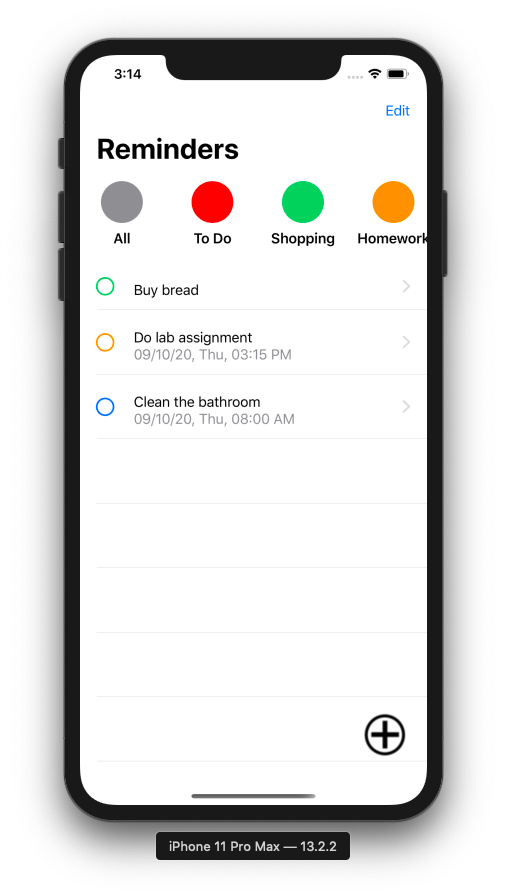 3:14
Edit
Reminders
All To Do Shopping Homework
Buy bread
Do lab assignment
09/10/20, Thu, 03:15 PM
Clean the bathroom
09/10/20, Thu, 08:00 AM
iPhone 11 Pro Max — 13.2.2